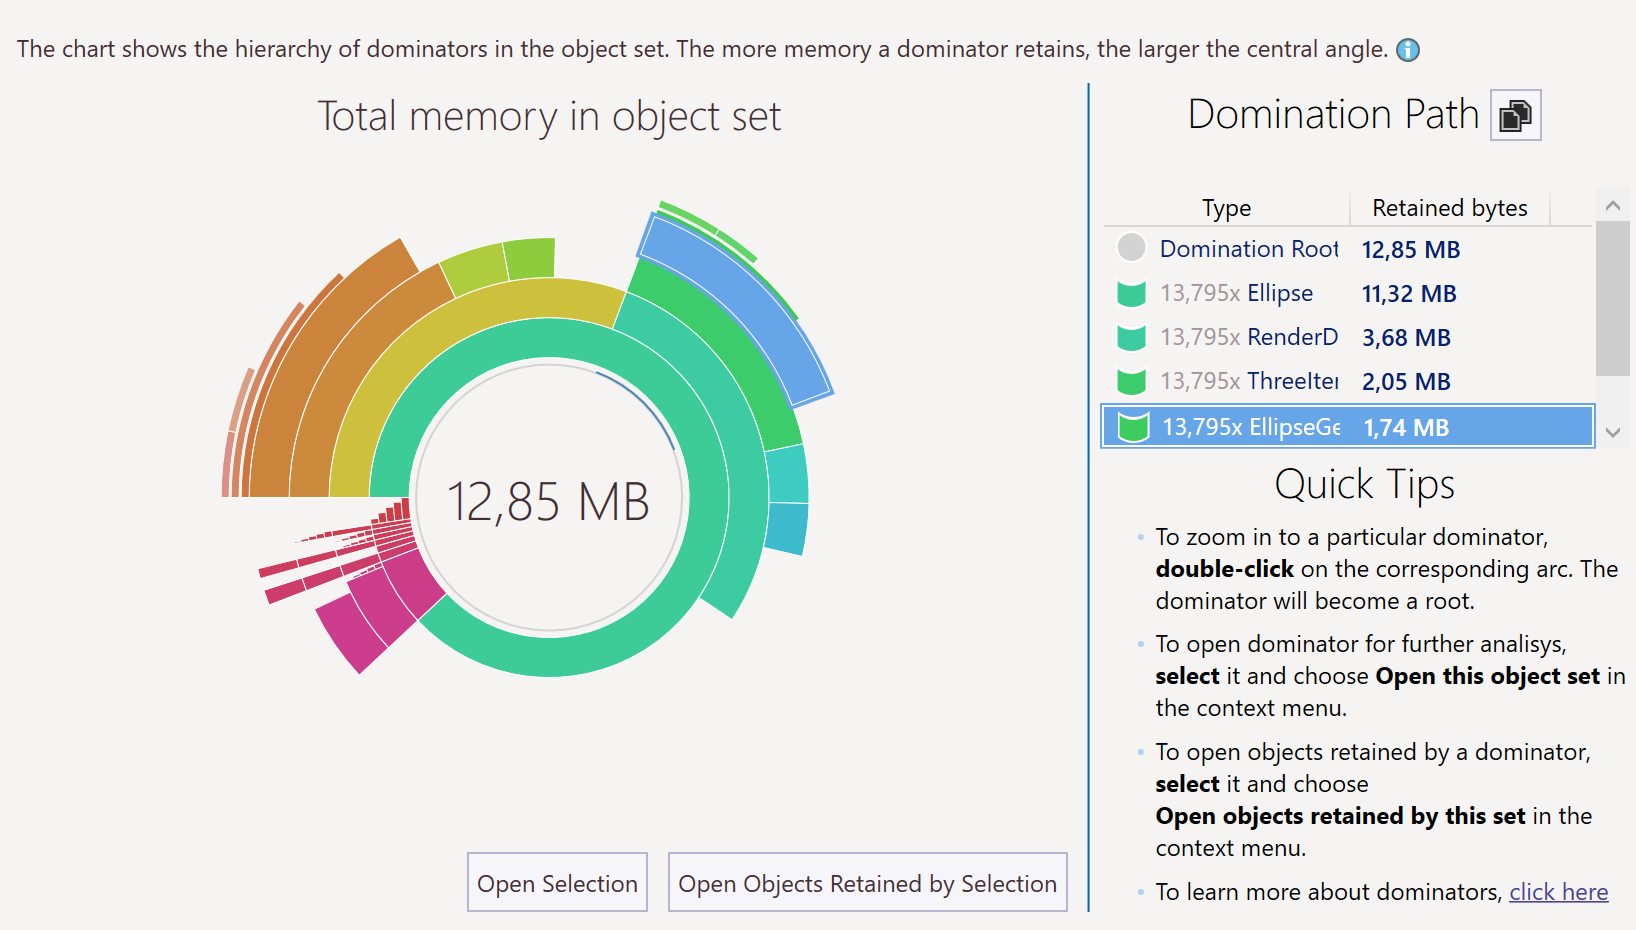 The chart shows the hierarchy of dominators in the object set. The more memory a dominator retains, the larger the central angle.
Total memory in object set
12,85 MB
Open Selection
Open Objects Retained by Selection
Domination Path
Type Retained bytes
Domination Root 12,85 MB
13,795x Ellipse 11,32 MB
13,795x RenderD 3,68 MB
13,795x ThreeIter 2,05 MB
13,795x EllipseGe 1,74 MB
Quick Tips
• To zoom in to a particular dominator,
double-click on the corresponding arc. The
dominator will become a root.
• To open dominator for further analisys,
select it and choose Open this object set in
the context menu.
• To open objects retained by a dominator,
select it and choose
Open objects retained by this set in the
context menu.
• To learn more about dominators, click here